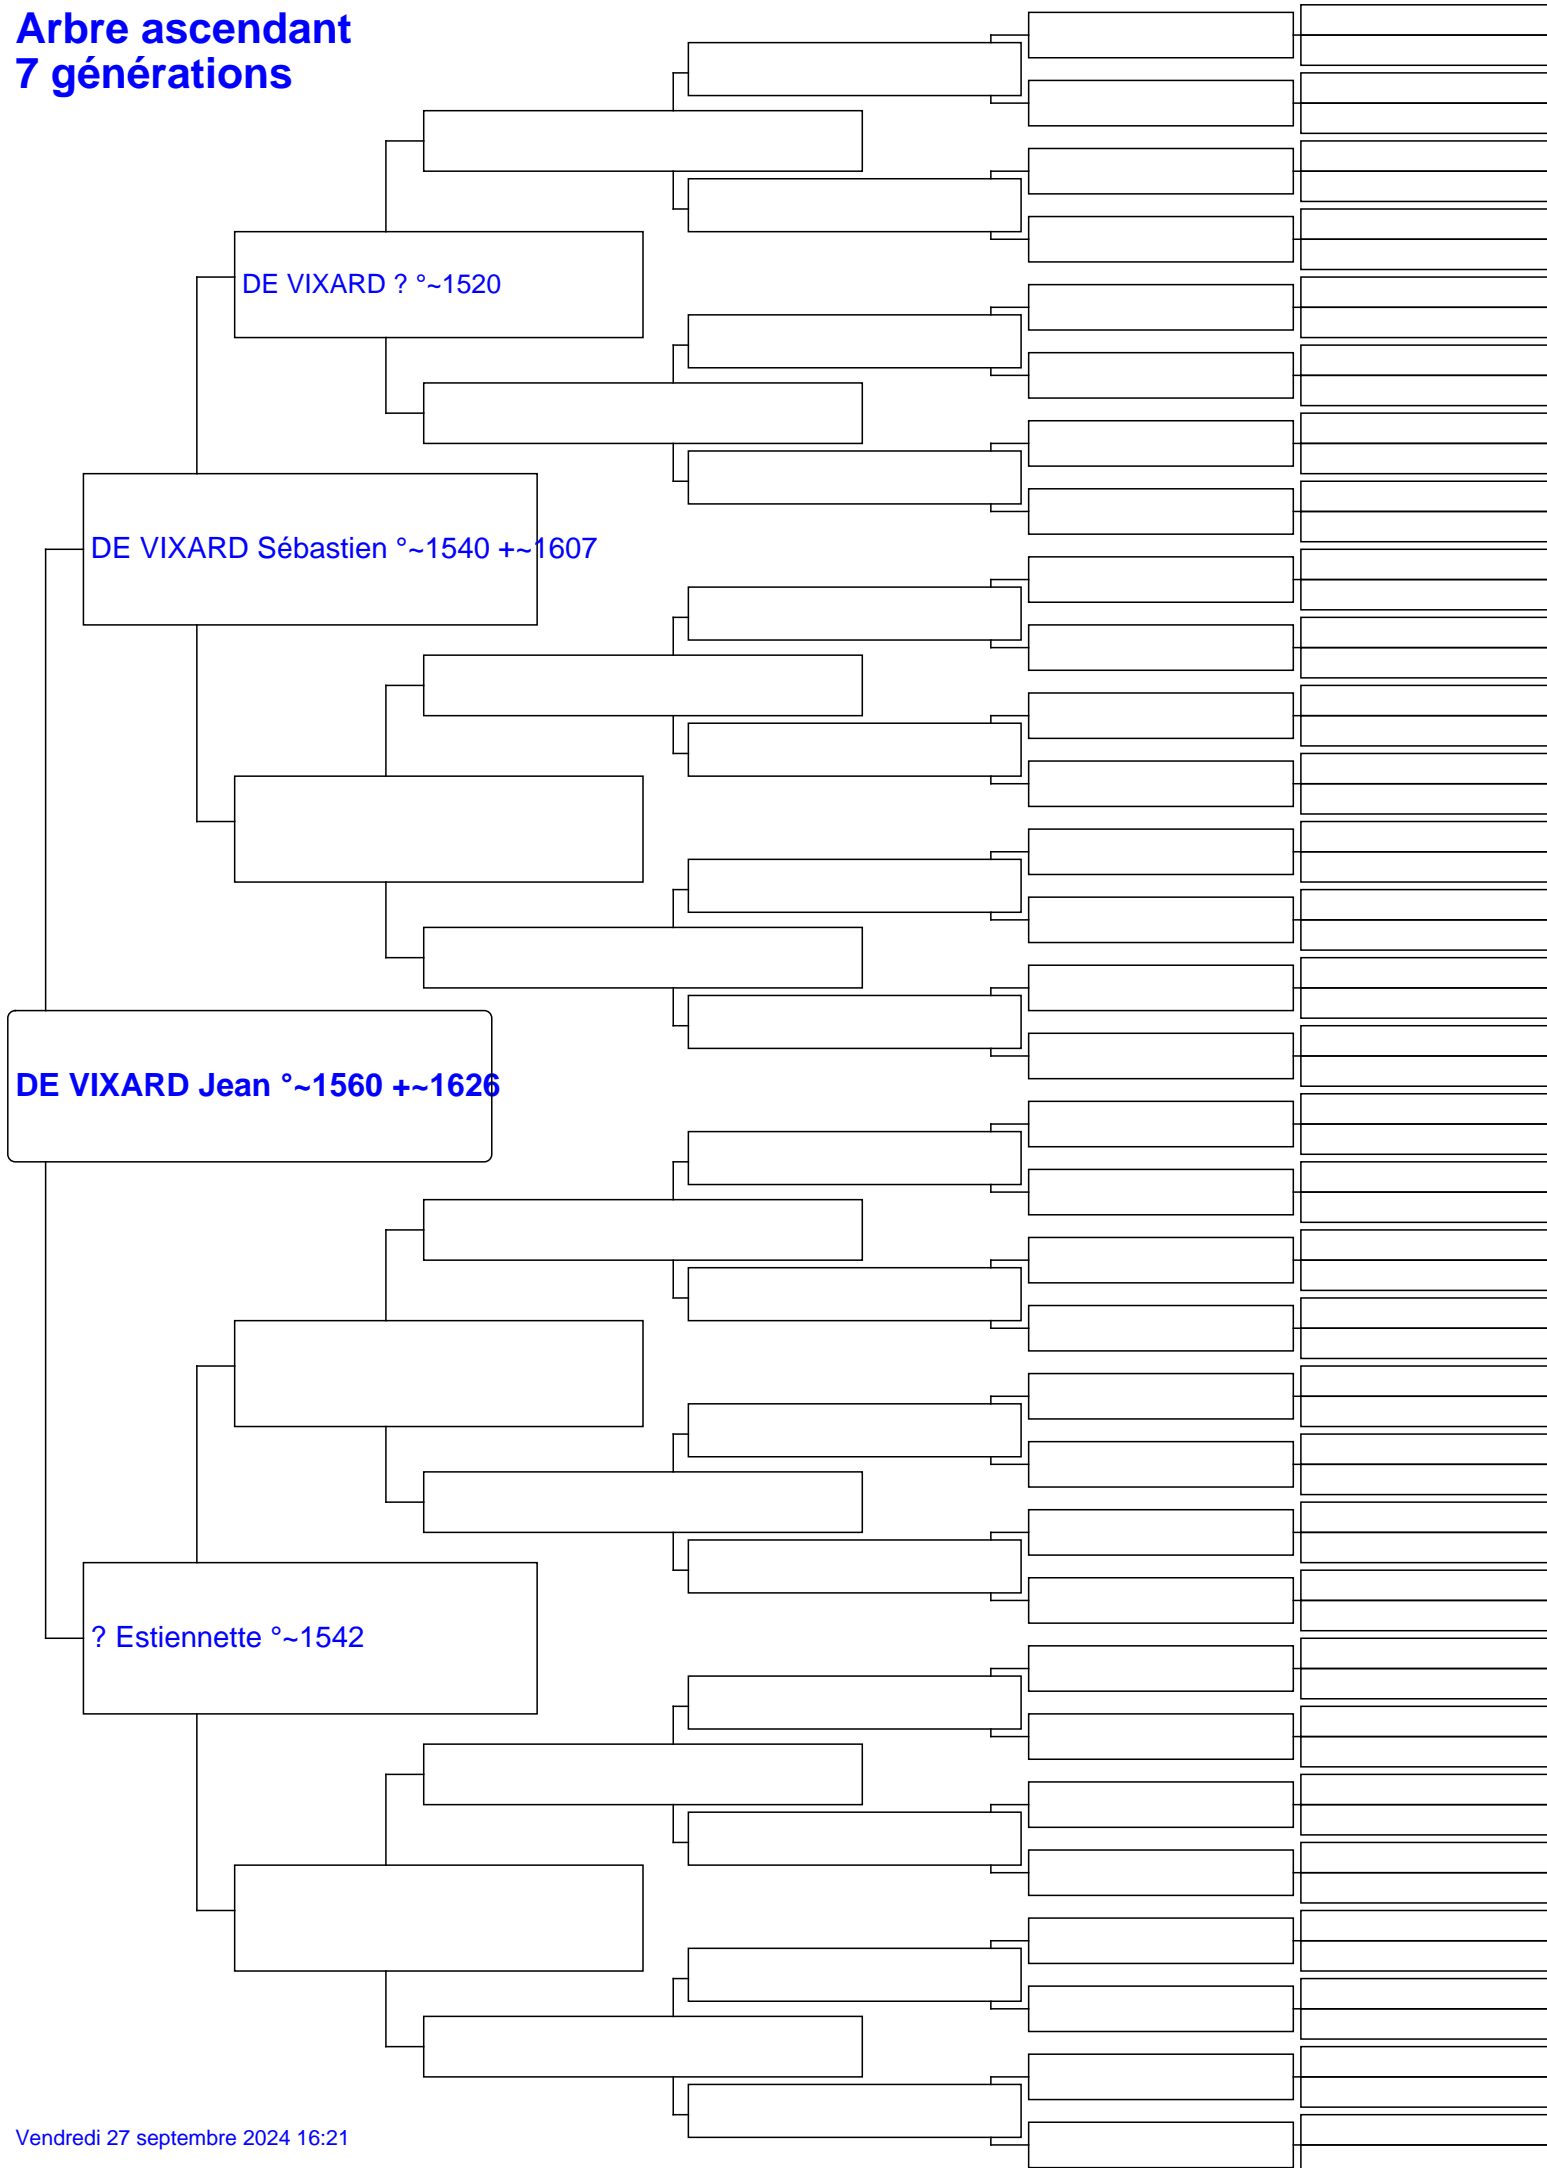 Arbre ascendant
7 générations
DE VIXARD ? °~1520
DE VIXARD Sébastien °~1540 +~1607
DE VIXARD Jean °~1560 +~1626
? Estiennette °~1542
Vendredi 27 septembre 2024 16:21